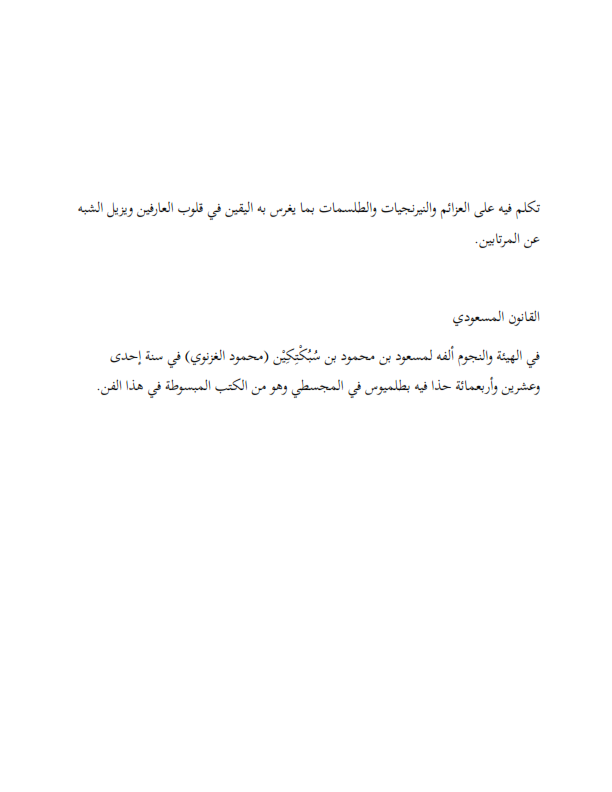 تكلم فيه على العزائم والنيرنجيات والطلسمات بما يغرس به اليقين في قلوب العارفين ويزيل الشبه
عن المرتابين.
القانون المسعودي
في الهيئة والنجوم ألفه لمسعود بن محمود بن سُبُكْتِكِيْن (محمود الغزنوي) في سنة إحدى
وعشرين وأربعمائة حذا فيه بطلميوس في المجسطي وهو من الكتب المبسوطة في هذا الفن.